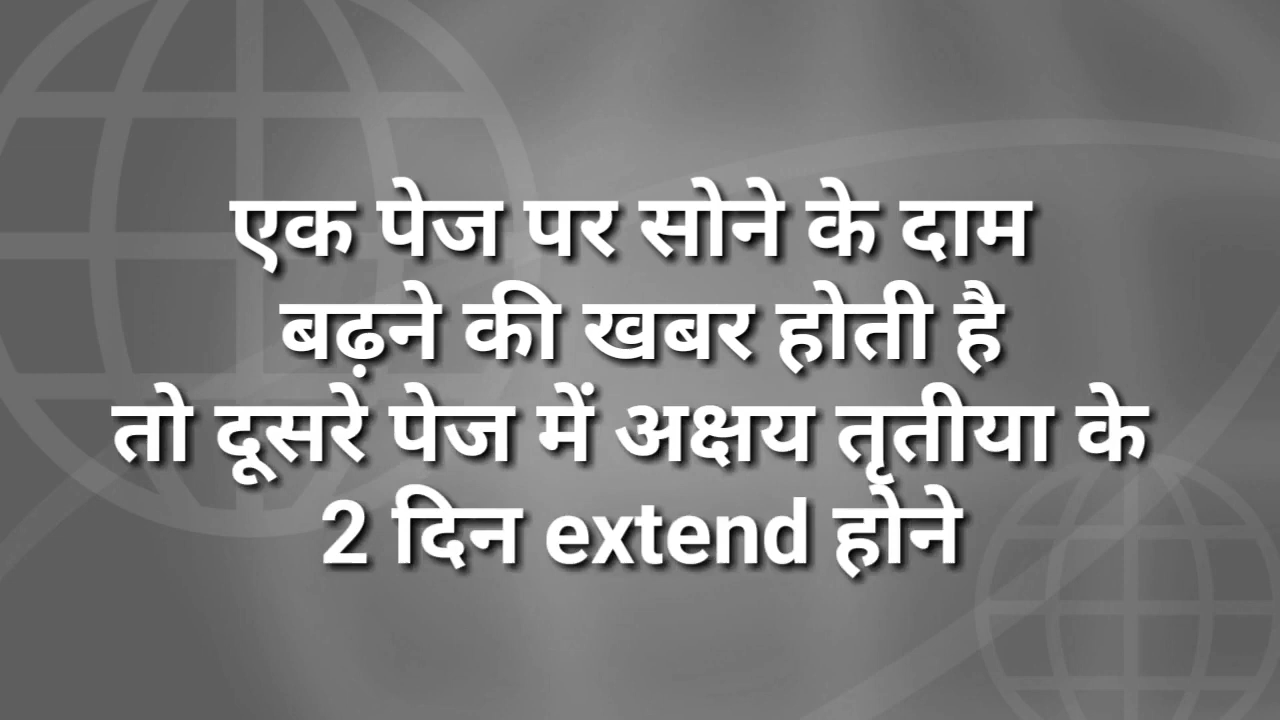 एक पेज पर सोने के दाम
बढ़ने की खबर होती है
तो दूसरे पेज में अक्षय तृतीया के
2 दिन extend होने